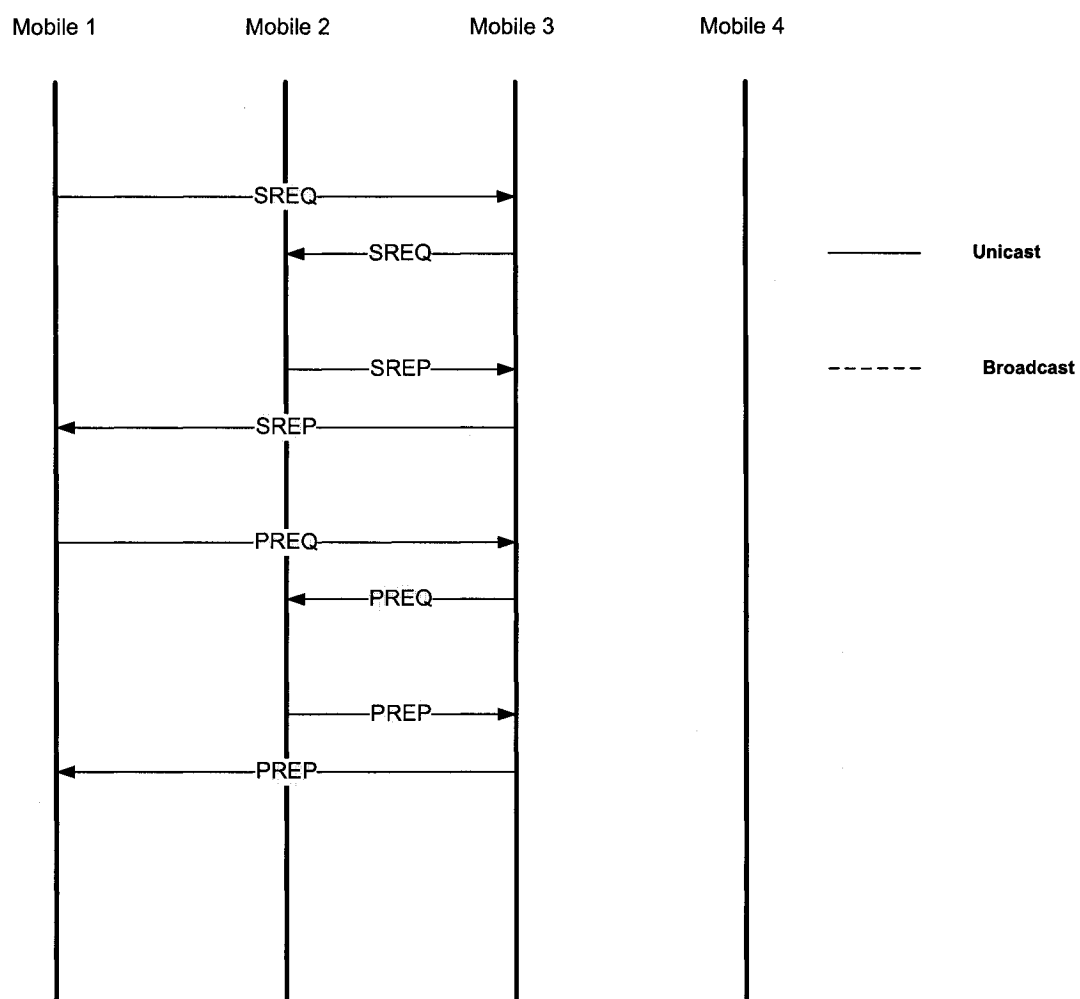 Mobile 1 Mobile 2 Mobile 3 Mobile 4
SREQ
SREQ
Unicast
SREP
Broadcast
SREP
PREQ
PREQ
PREP
PREP